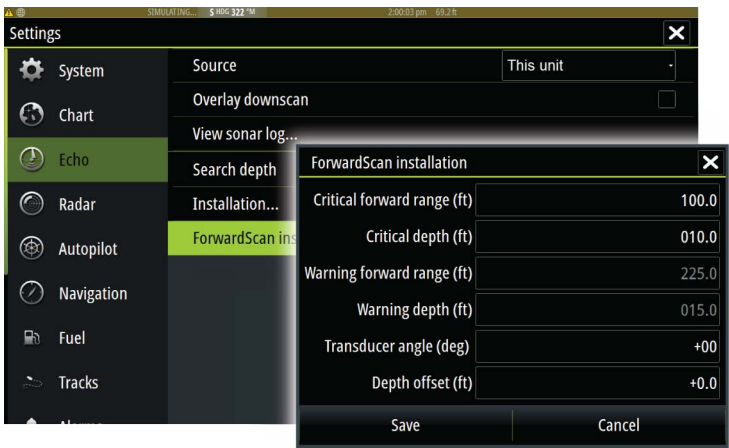 SIMULATING... S HDG 322 °M 2:00:03 pm 69.2 ft
Settings
System
Chart
Echo
Radar
Autopilot
Navigation
Fuel
Tracks
Source This unit
Overlay downscan
View sonar log...
Search depth
Installation...
ForwardScan ins
ForwardScan installation
Critical forward range (ft) 100.0
Critical depth (ft) 010.0
Warning forward range (ft) 225.0
Warning depth (ft) 015.0
Transducer angle (deg) +00
Depth offset (ft) +0.0
Save Cancel